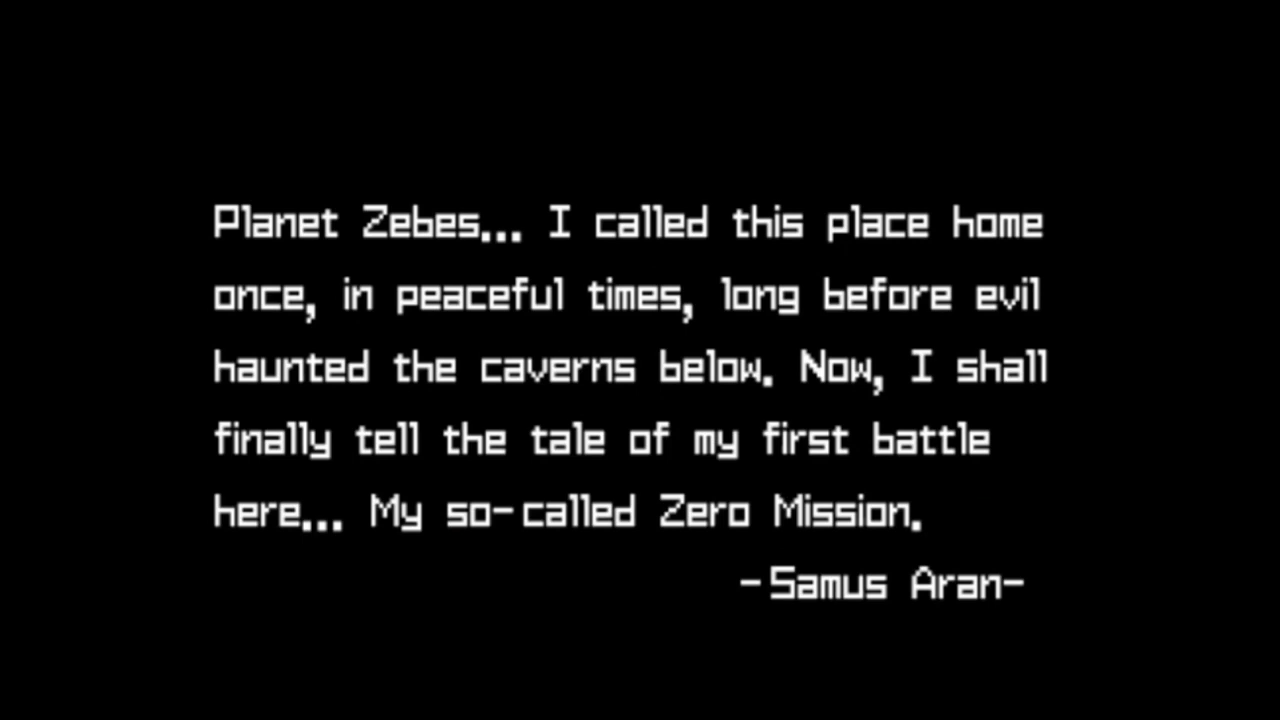 Planet Zebes... I called this place home
once, in peaceful times, long before evil
haunted the caverns below. Now, I shall
finally tell the tale of my first battle
here... My so-called Zero Mission.
-Samus Aran-